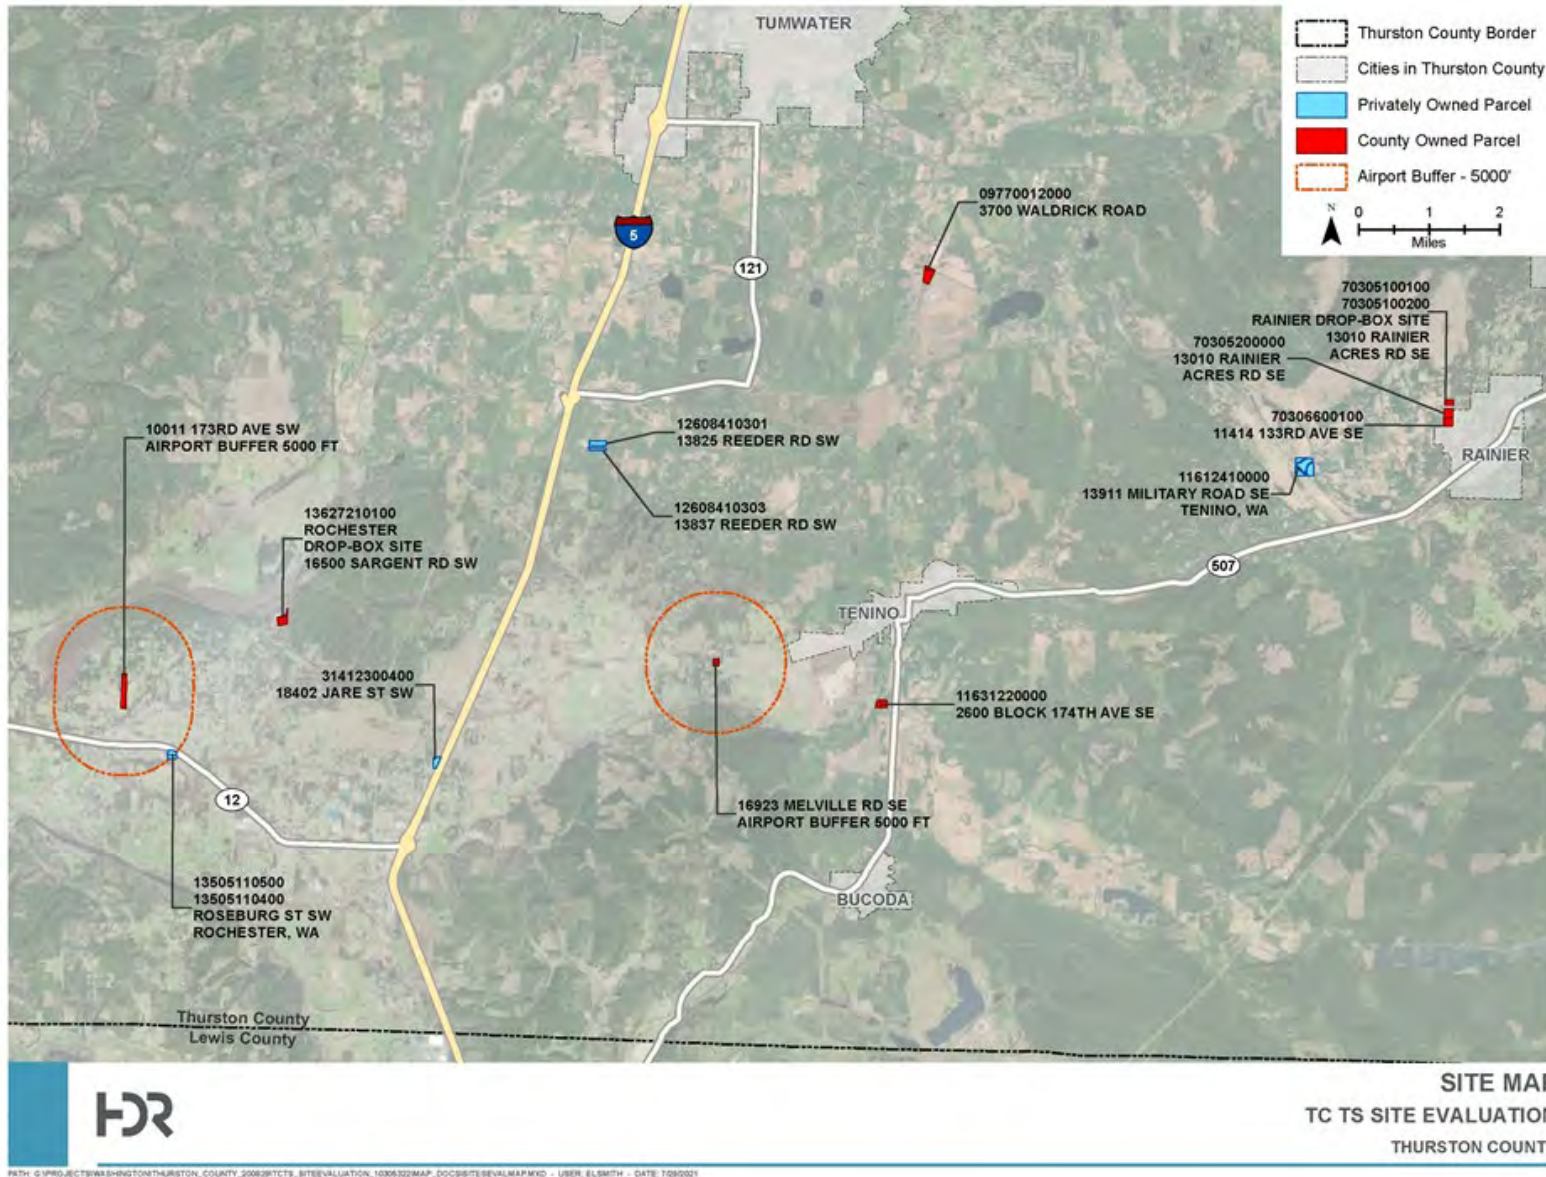 TUMWATER
Thurston County Border
Cities in Thurston County
Privately Owned Parcel
County Owned Parcel
Airport Buffer - 5000'
N
0 1 2
Miles
5
121
09770012000
3700 WALDRICK ROAD
70305100100
70305100200
RAINIER DROP-BOX SITE
13010 RAINIER
ACRES RD SE
70305200000
13010 RAINIER
ACRES RD SE
70306600100
11414 133RD AVE SE
RAINIER
11612410000
13911 MILITARY ROAD SE
TENINO, WA
10011 173RD AVE SW
AIRPORT BUFFER 5000 FT
12608410301
13825 REEDER RD SW
12608410303
13837 REEDER RD SW
13627210100
ROCHESTER
DROP-BOX SITE
16500 SARGENT RD SW
507
TENINO
31412300400
18402 JARE ST SW
11631220000
2600 BLOCK 174TH AVE SE
12
16923 MELVILLE RD SE
AIRPORT BUFFER 5000 FT
13505110500
13505110400
ROSEBURG ST SW
ROCHESTER, WA
BUCODA
Thurston County
Lewis County
HDR
SITE MAP
TC TS SITE EVALUATION
THURSTON COUNT